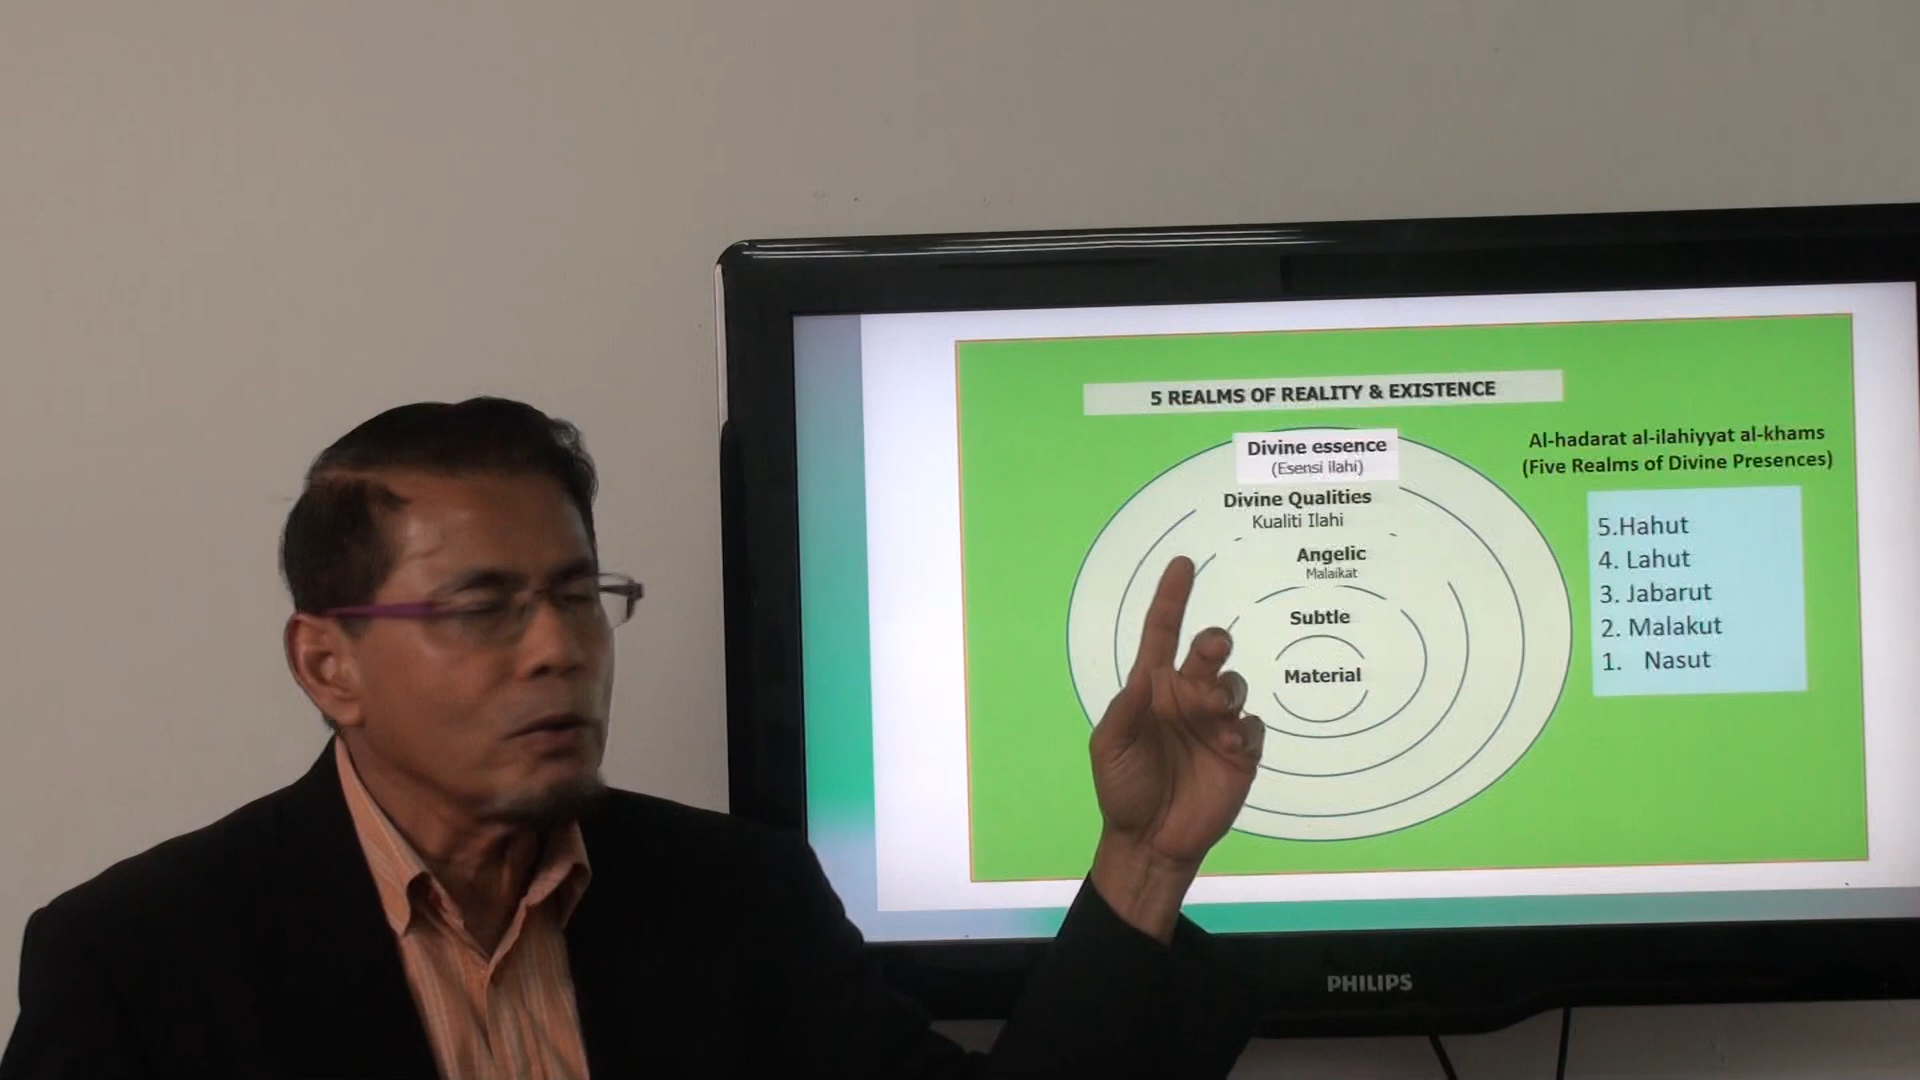 5 REALMS OF REALITY & EXISTENCE
Divine essence
(Esensi ilahi)
Divine Qualities
Kualiti Ilahi
Angelic
Malaikat
Subtle
Material
Al-hadarat al-ilahiyyat al-khams
(Five Realms of Divine Presences)
5.Hahut
4. Lahut
3. Jabarut
2. Malakut
1. Nasut
PHILIPS